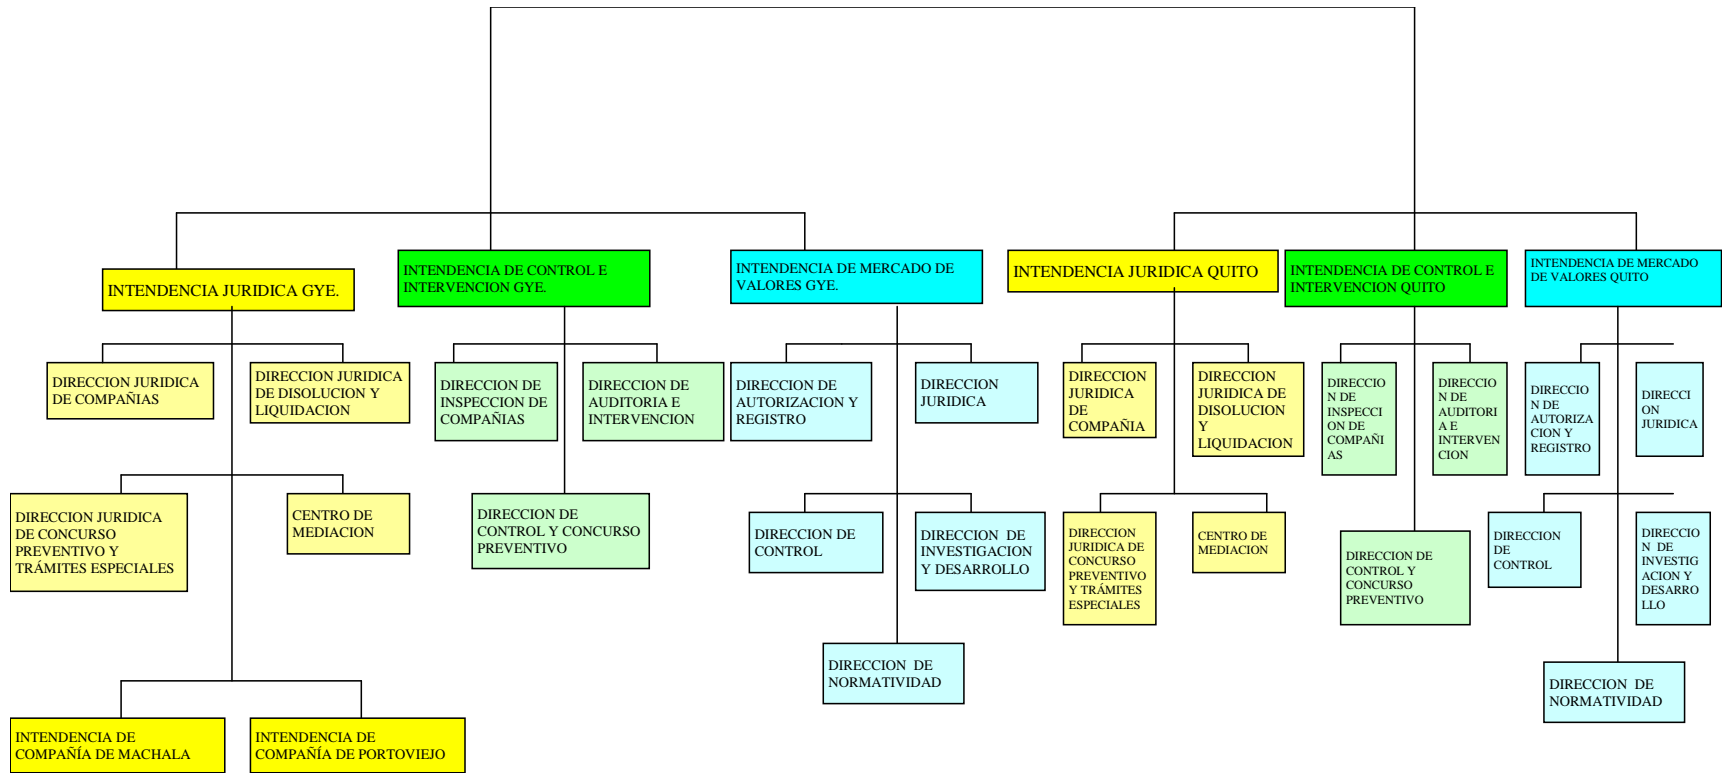 INTENDENCIA JURIDICA GYE.
INTENDENCIA DE CONTROL E
INTERVENCION GYE.
INTENDENCIA DE MERCADO DE
VALORES GYE.
INTENDENCIA JURIDICA QUITO
INTENDENCIA DE CONTROL E
INTERVENCION QUITO
INTENDENCIA DE MERCADO
DE VALORES QUITO
DIRECCION JURIDICA
DE COMPAÑIAS
DIRECCION JURIDICA
DE DISOLUCION Y
LIQUIDACION
DIRECCION DE
INSPECCION DE
COMPAÑIAS
DIRECCION DE
AUDITORIA E
INTERVENCION
DIRECCION DE
AUTORIZACION Y
REGISTRO
DIRECCION
JURIDICA
DIRECCION
JURIDICA
DE
COMPAÑIA
DIRECCION
JURIDICA DE
DISOLUCION
Y
LIQUIDACION
DIRECCIO
N DE
INSPECCI
ON DE
COMPAÑI
AS
DIRECCIO
N DE
AUDITORI
A E
INTERVEN
CION
DIRECCIO
N DE
AUTORIZA
CION Y
REGISTRO
DIRECCI
ON
JURIDICA
DIRECCION JURIDICA
DE CONCURSO
PREVENTIVO Y
TRÁMITES ESPECIALES
CENTRO DE
MEDIACION
DIRECCION DE
CONTROL Y CONCURSO
PREVENTIVO
DIRECCION DE
CONTROL
DIRECCION DE
INVESTIGACION
Y DESARROLLO
DIRECCION
JURIDICA DE
CONCURSO
PREVENTIVO
Y TRÁMITES
ESPECIALES
CENTRO DE
MEDIACION
DIRECCION DE
CONTROL Y
CONCURSO
PREVENTIVO
DIRECCION
DE
CONTROL
DIRECCIO
N DE
INVESTIG
ACION Y
DESARRO
LLO
DIRECCION DE
NORMATIVIDAD
DIRECCION DE
NORMATIVIDAD
INTENDENCIA DE
COMPAÑÍA DE MACHALA
INTENDENCIA DE
COMPAÑÍA DE PORTOVIEJO